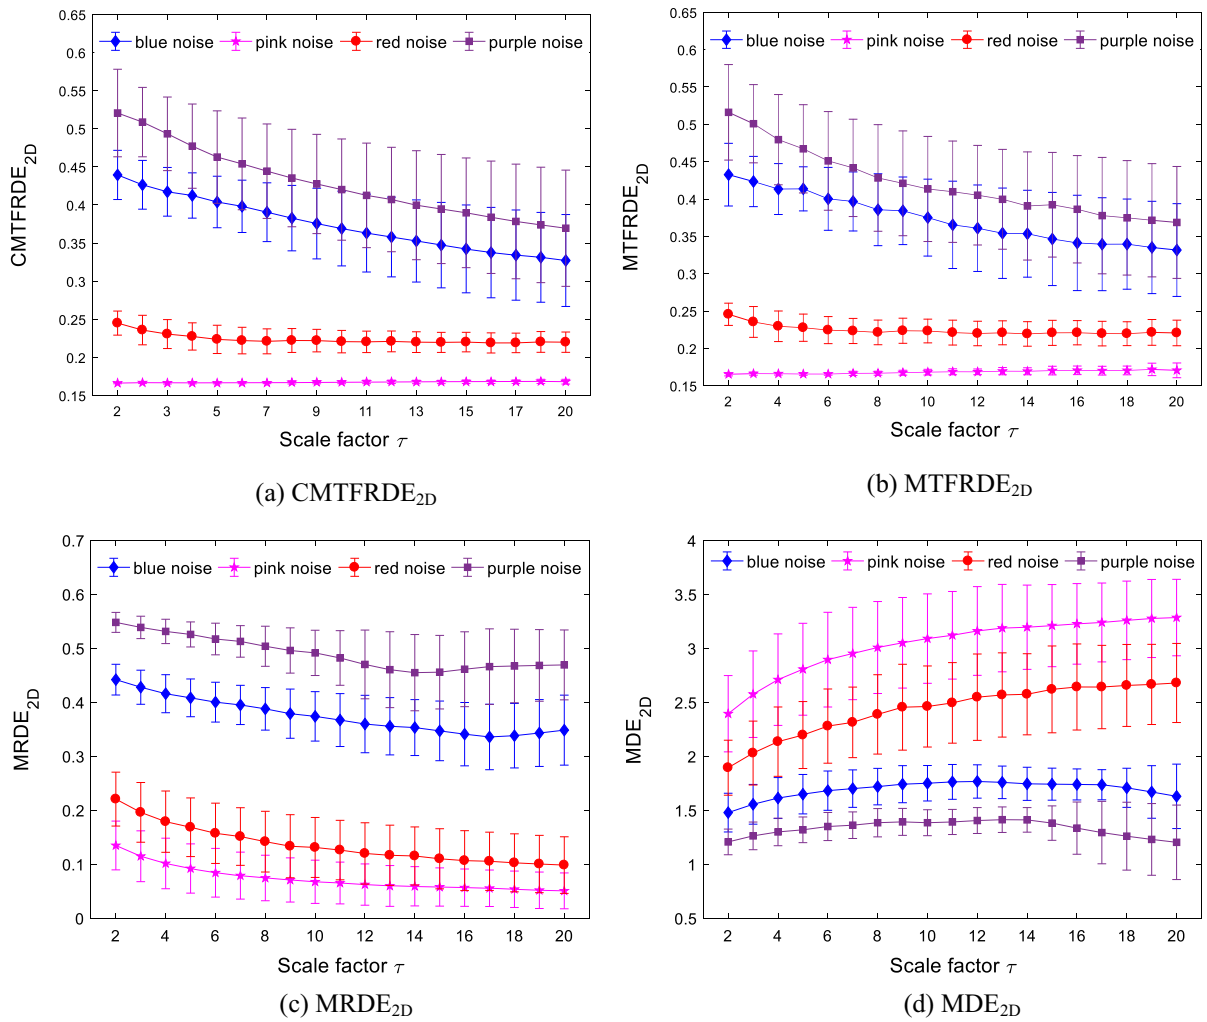 0.65
0.6
0.55
0.5
0.45
0.4
0.35
0.3
0.25
0.2
0.15
blue noise pink noise red noise purple noise
CMTFRDE2D
2 3 5 7 9 11 13 15 17 20
Scale factor τ
(a) CMTFRDE2D
0.65
0.6
0.55
0.5
0.45
0.4
0.35
0.3
0.25
0.2
0.15
blue noise pink noise red noise purple noise
MTFRDE2D
2 4 6 8 10 12 14 16 18 20
Scale factor τ
(b) MTFRDE2D
0.7
0.6
0.5
0.4
0.3
0.2
0.1
0
blue noise pink noise red noise purple noise
MRDE2D
2 4 6 8 10 12 14 16 18 20
Scale factor τ
(c) MRDE2D
4
3.5
3
2.5
2
1.5
1
0.5
blue noise pink noise red noise purple noise
MDE2D
2 4 6 8 10 12 14 16 18 20
Scale factor τ
(d) MDE2D